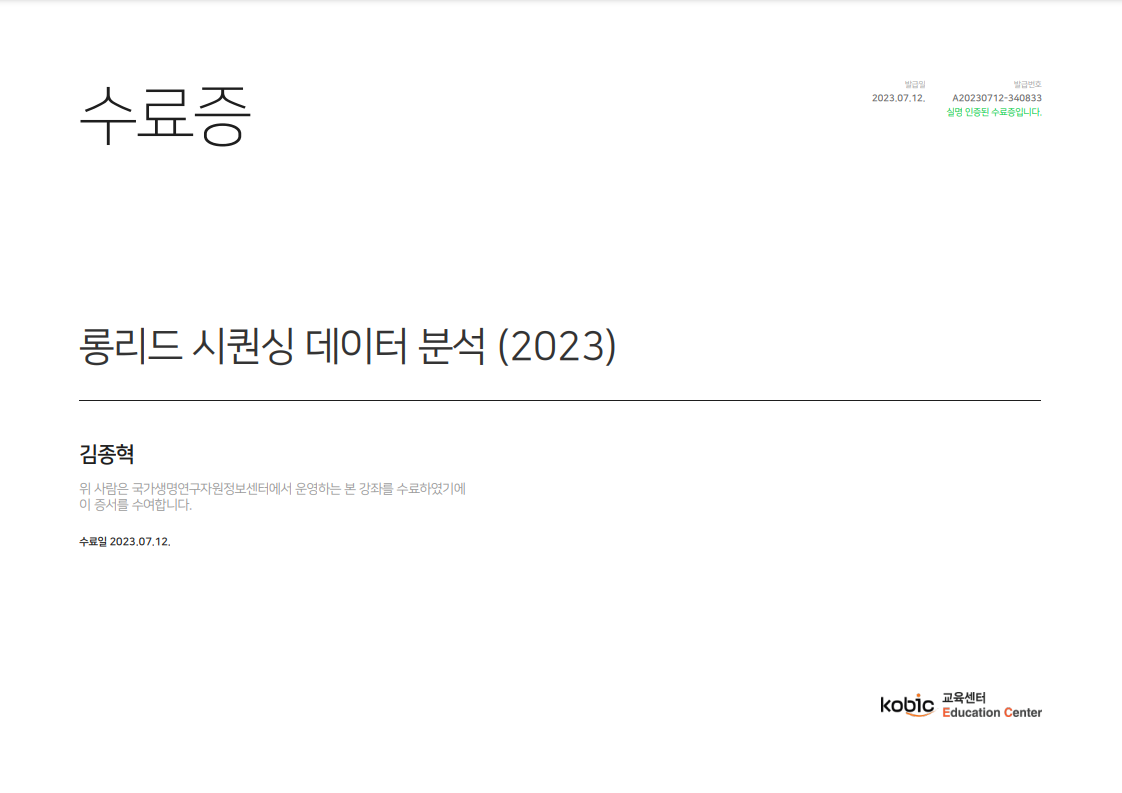 수료증
발급일
2023.07.12.
발급번호
A20230712-340833
실명 인증된 수료증입니다.
롱리드 시퀀싱 데이터 분석 (2023)
김종혁
위 사람은 국가생명연구자원정보센터에서 운영하는 본 강좌를 수료하였기에
이 증서를 수여합니다.
수료일 2023.07.12.
kobic 교육센터
Education Center